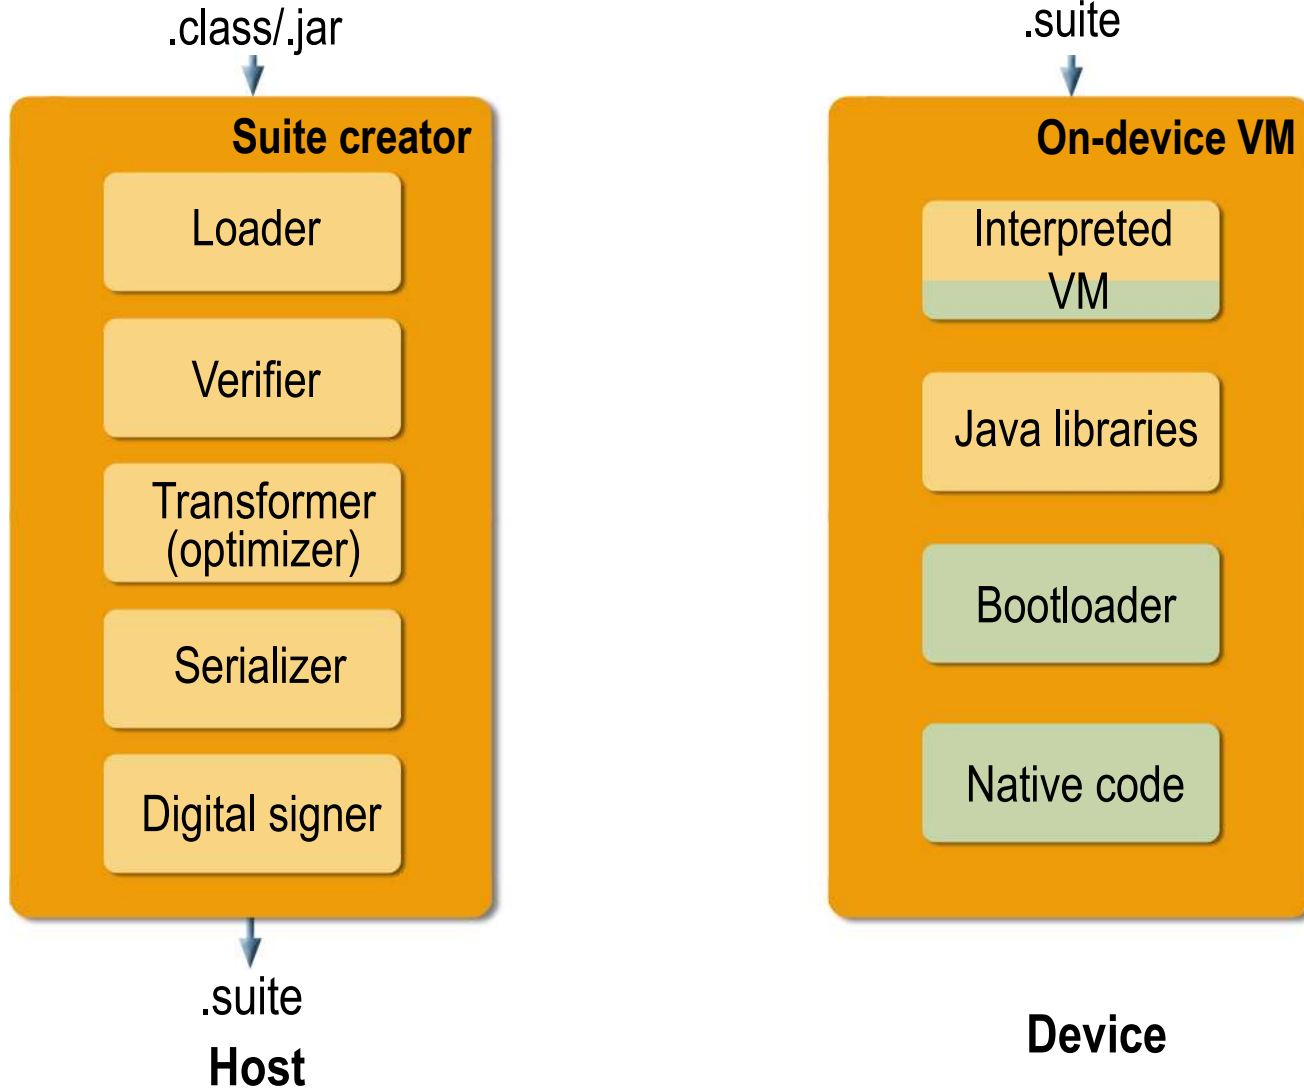 .class/.jar
Suite creator
Loader
Verifier
Transformer
(optimizer)
Serializer
Digital signer
.suite
Host
.suite
On-device VM
Interpreted
VM
Java libraries
Bootloader
Native code
Device